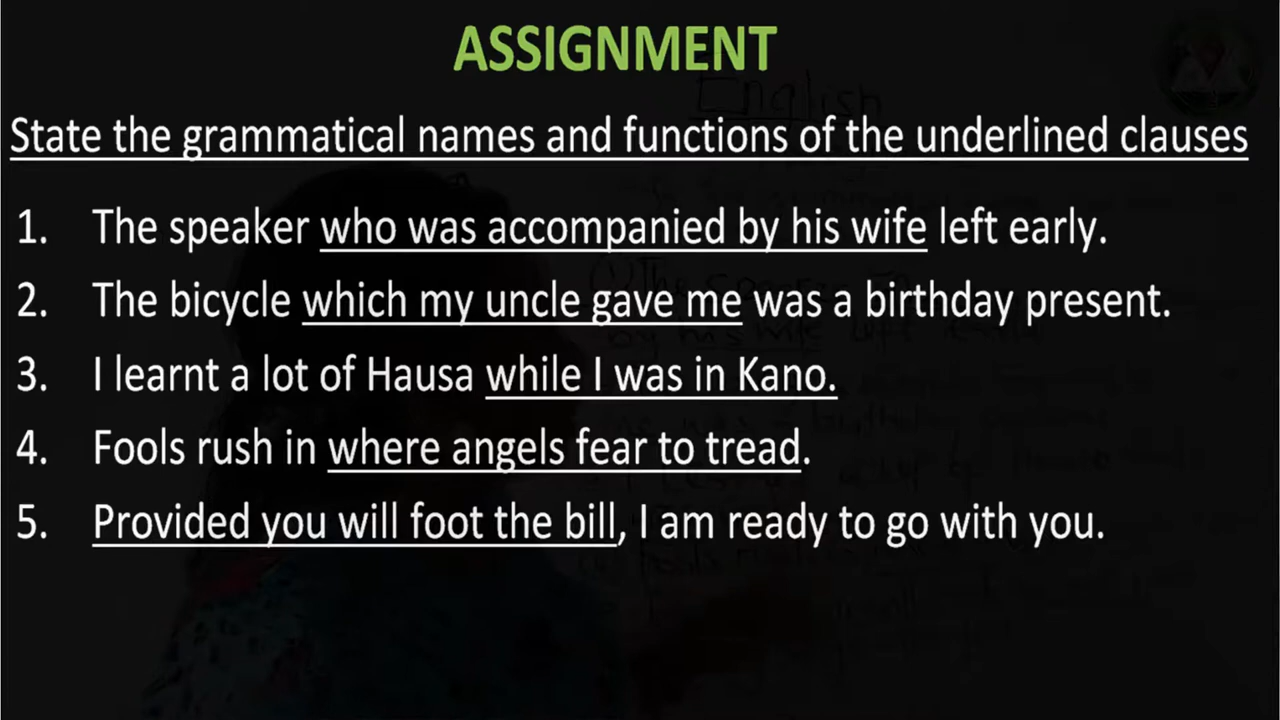 ASSIGNMENT
English
State the grammatical names and functions of the underlined clauses
1. The speaker who was accompanied by his wife left early.
2. The bicycle which my uncle gave me was a birthday present.
3. I learnt a lot of Hausa while I was in Kano.
4. Fools rush in where angels fear to tread.
5. Provided you will foot the bill, I am ready to go with you.